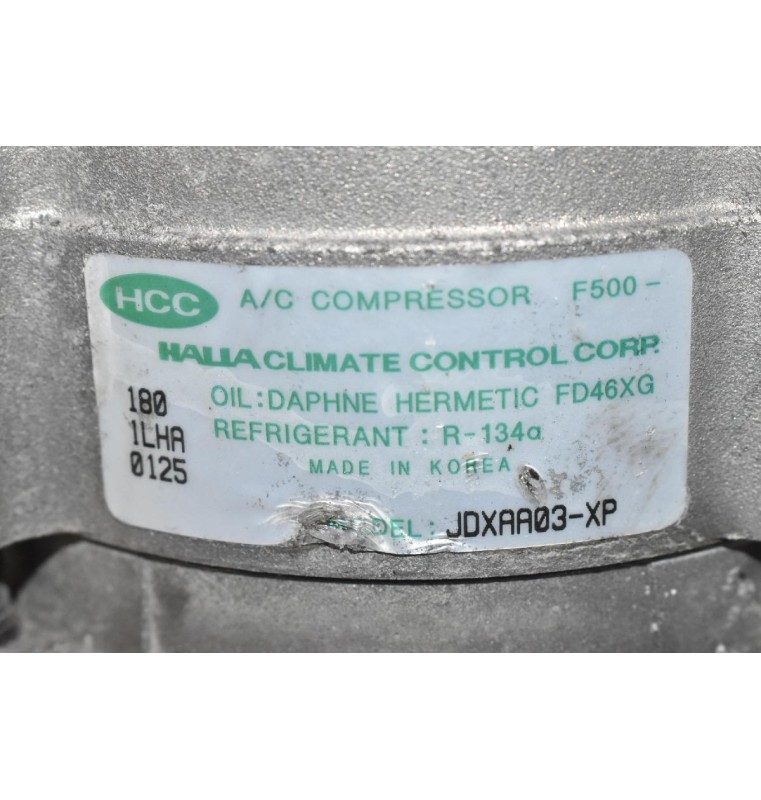 HCC A/C COMPRESSOR F500-
HALLA CLIMATE CONTROL CORP.
180 OIL:DAPHNE HERMETIC FD46XG
1LHA REFRIGERANT : R-134a
0125 MADE IN KOREA
MODEL: JDXAA03-XP